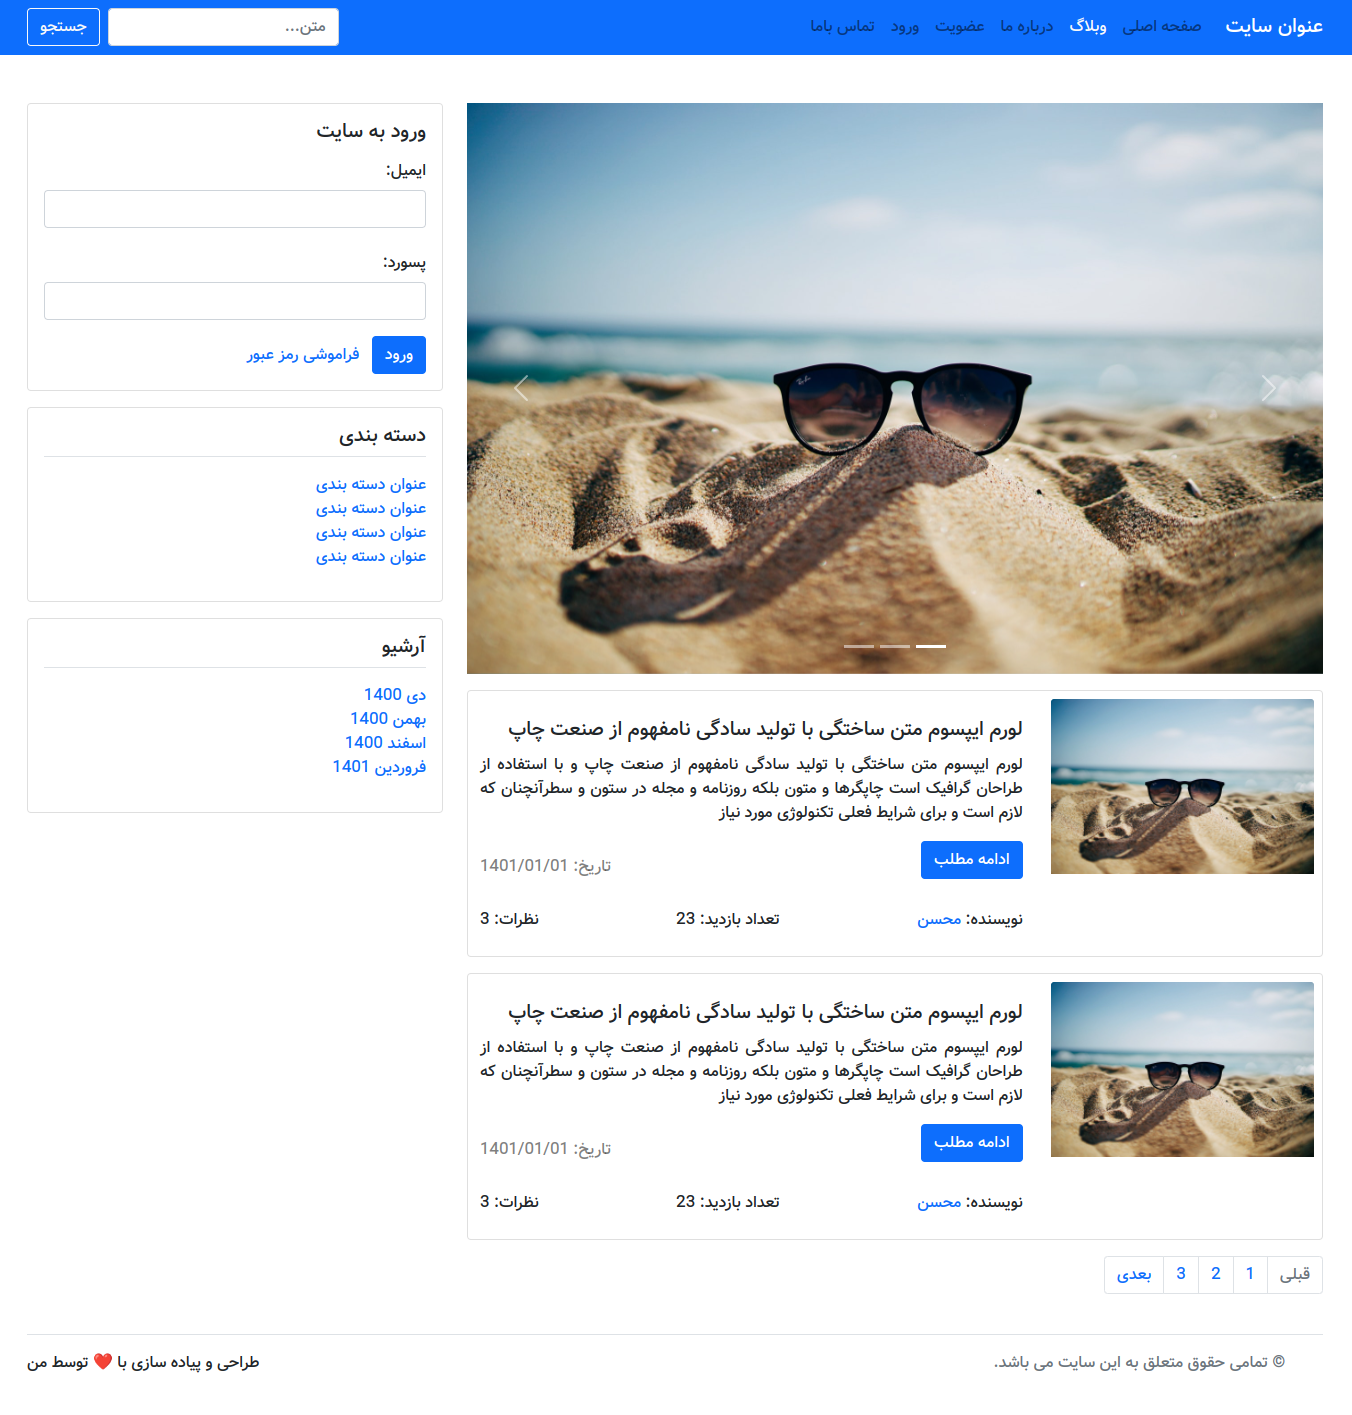 عنوان سایت
صفحه اصلی
وبلاگ
درباره ما
عضویت
ورود
تماس باما
متن...
جستجو
لورم ایپسوم متن ساختگی با تولید سادگی نامفهوم از صنعت چاپ
لورم ایپسوم متن ساختگی با تولید سادگی نامفهوم از صنعت چاپ و با استفاده از
طراحان گرافیک است چاپگرها و متون بلکه روزنامه و مجله در ستون و سطرآنچنان که
لازم است و برای شرایط فعلی تکنولوژی مورد نیاز
ادامه مطلب
تاریخ: 1401/01/01
نویسنده: محسن
تعداد بازدید: 23
نظرات: 3
لورم ایپسوم متن ساختگی با تولید سادگی نامفهوم از صنعت چاپ
لورم ایپسوم متن ساختگی با تولید سادگی نامفهوم از صنعت چاپ و با استفاده از
طراحان گرافیک است چاپگرها و متون بلکه روزنامه و مجله در ستون و سطرآنچنان که
لازم است و برای شرایط فعلی تکنولوژی مورد نیاز
ادامه مطلب
تاریخ: 1401/01/01
نویسنده: محسن
تعداد بازدید: 23
نظرات: 3
قبلی
1
2
3
بعدی
ورود به سایت
ایمیل:
پسورد:
ورود
فراموشی رمز عبور
دسته بندی
عنوان دسته بندی
عنوان دسته بندی
عنوان دسته بندی
عنوان دسته بندی
آرشیو
دی 1400
بهمن 1400
اسفند 1400
فروردین 1401
© تمامی حقوق متعلق به این سایت می باشد.
طراحی و پیاده سازی با ❤️ توسط من